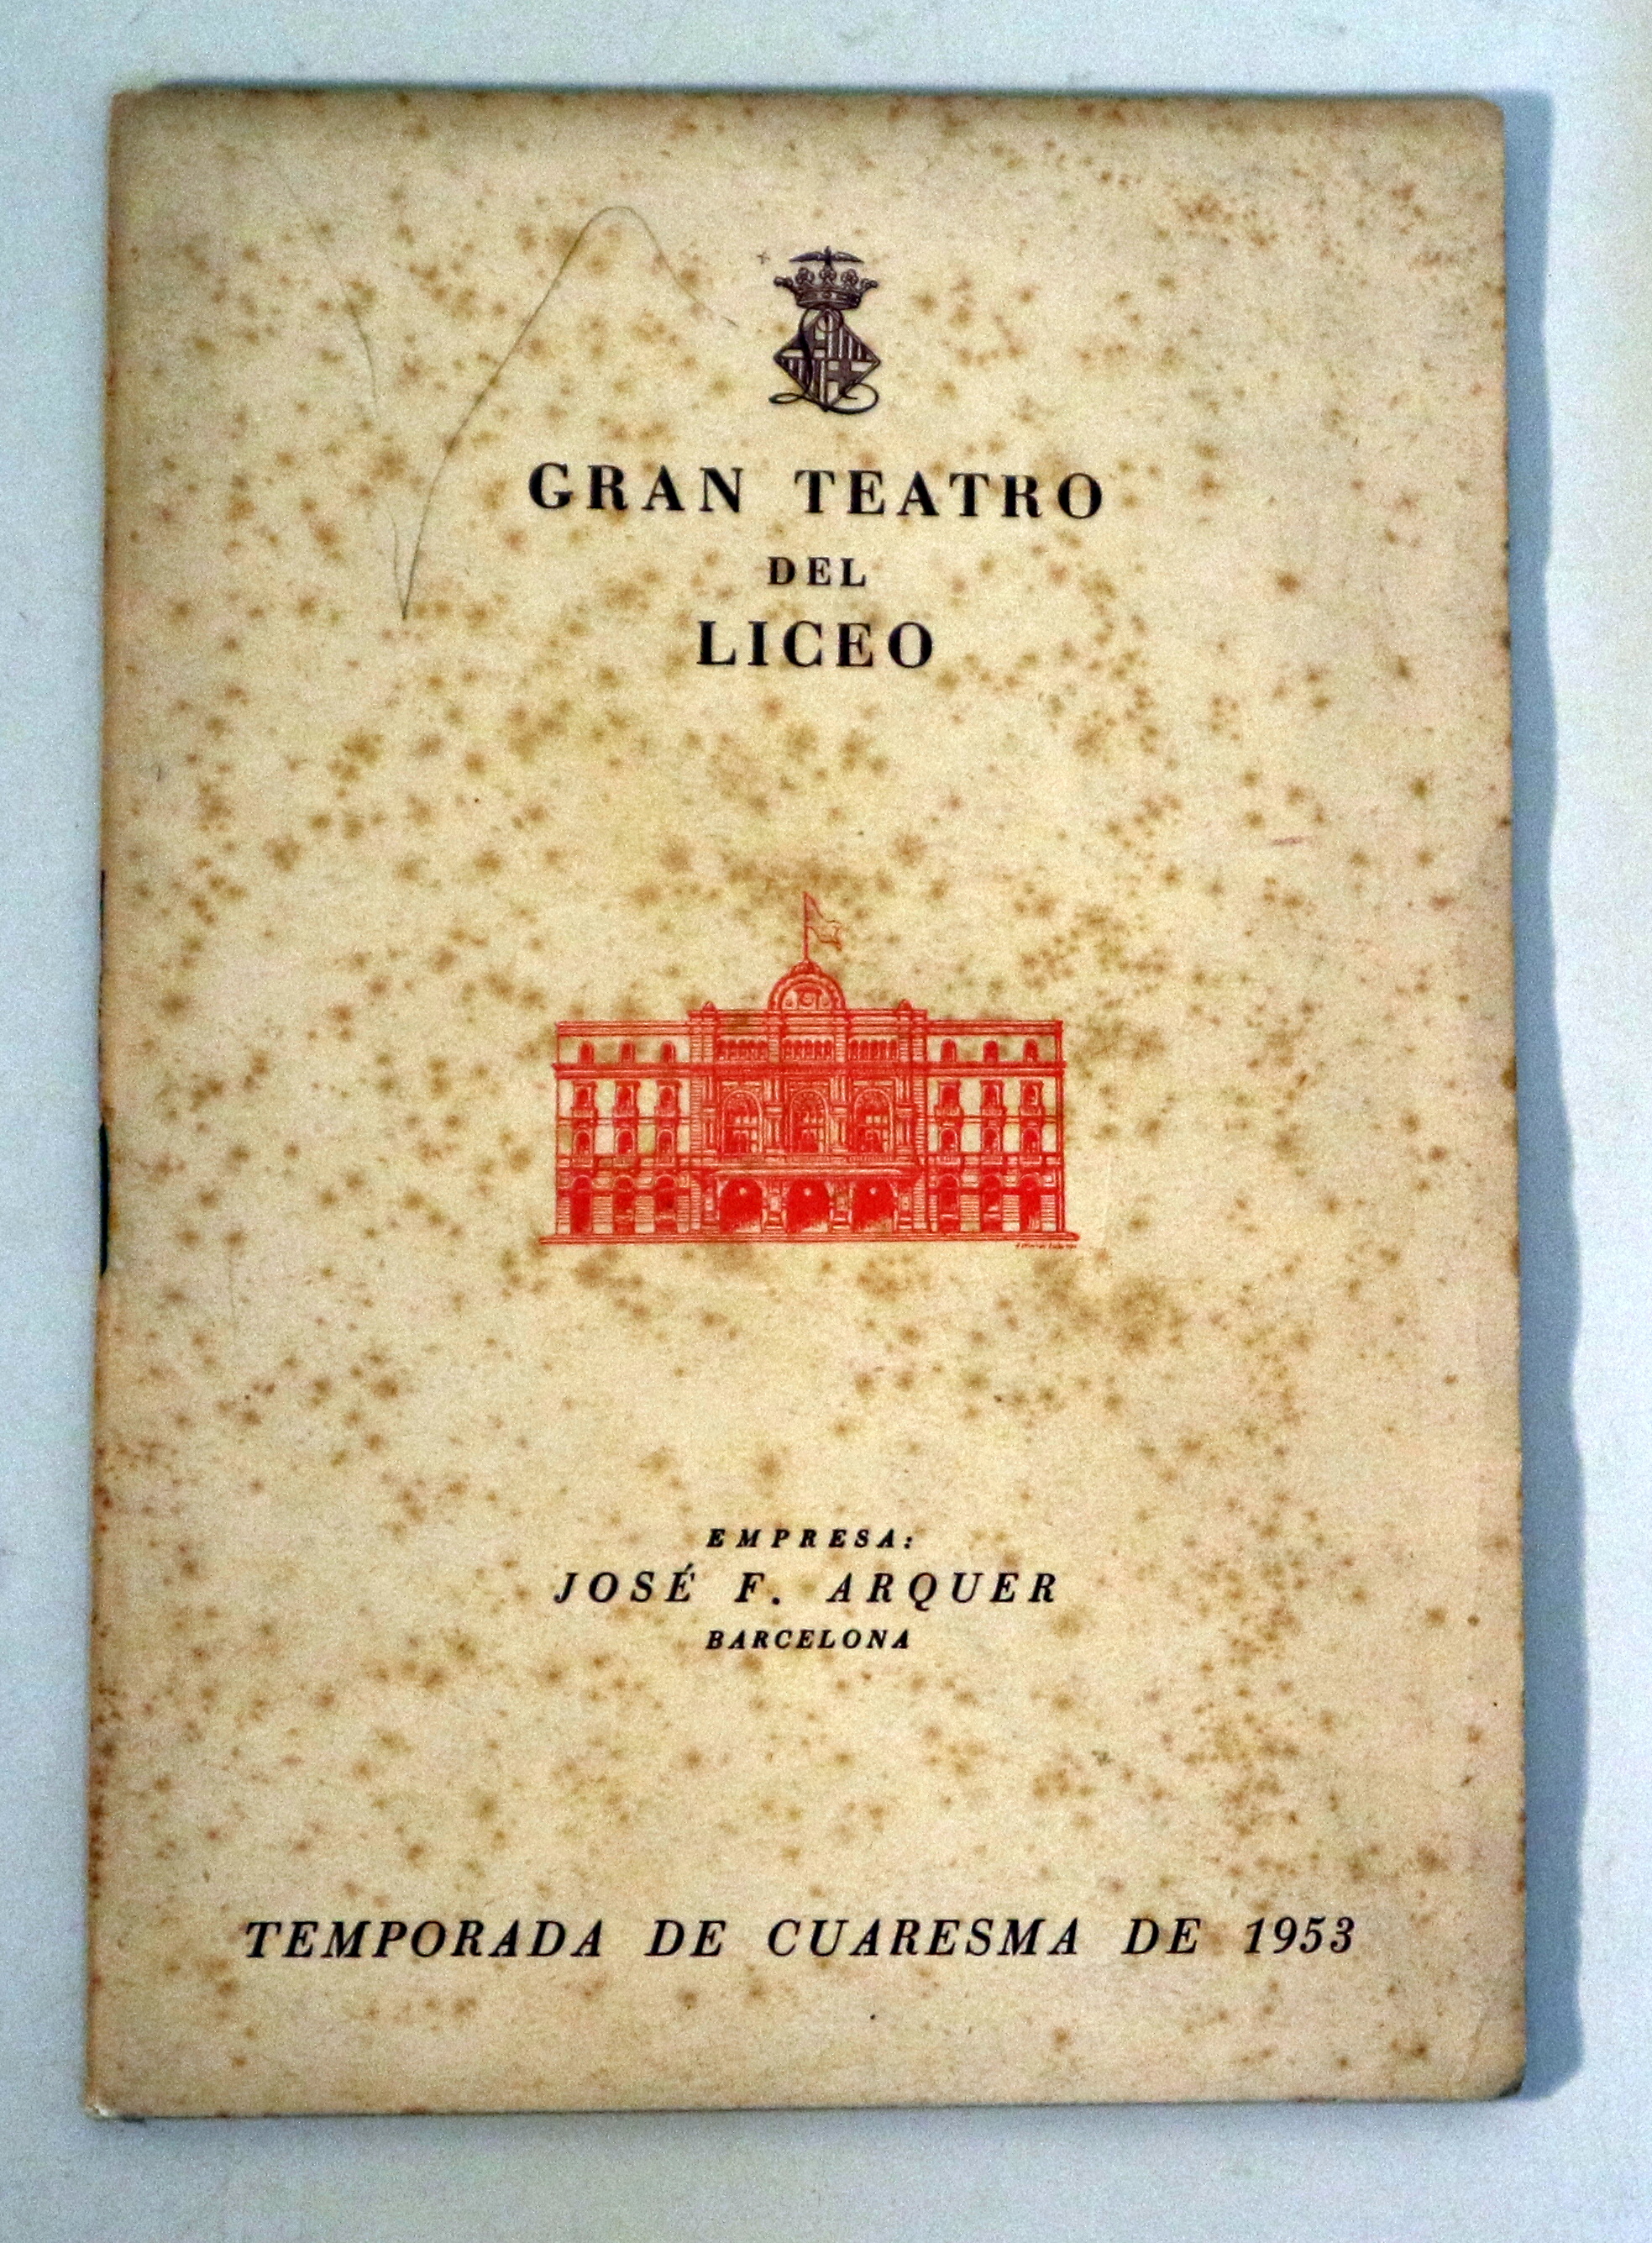 GRAN TEATRO
DEL
LICEO
EMPRESA:
JOSÉ F. ARQUER
BARCELONA
TEMPORADA DE CUARESMA DE 1953